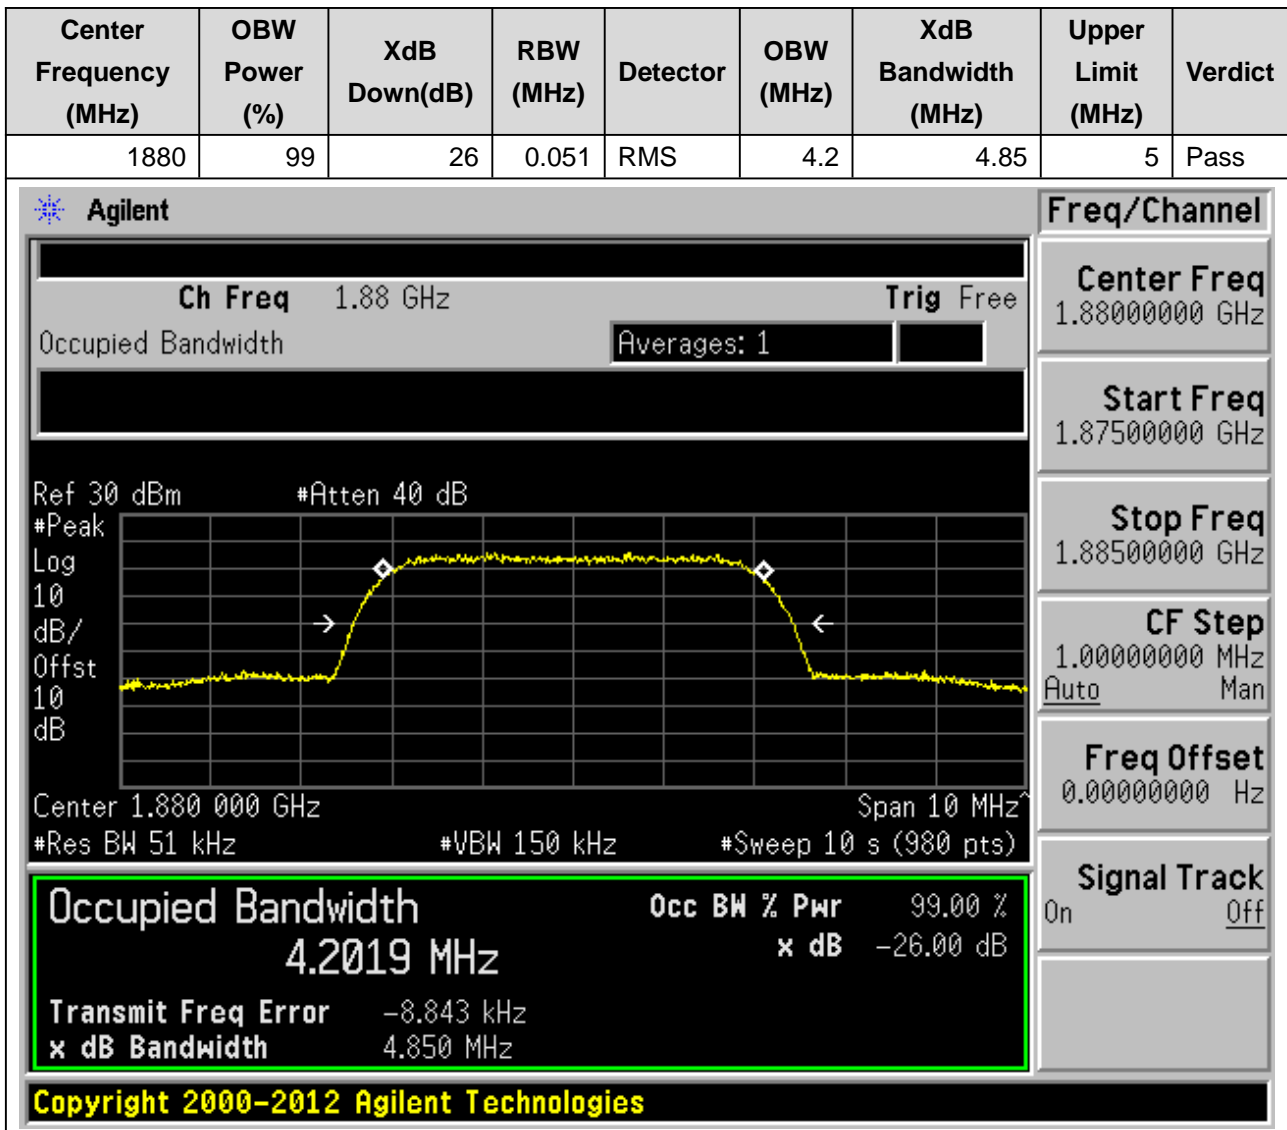 Center Frequency (MHz) OBW Power (%) XdB Down(dB) RBW (MHz) Detector OBW (MHz) XdB Bandwidth (MHz) Upper Limit (MHz) Verdict
1880 99 26 0.051 RMS 4.2 4.85 5 Pass
Agilent
Freq/Channel
Ch Freq 1.88 GHz Trig Free
Occupied Bandwidth Averages: 1
Center Freq
1.88000000 GHz
Start Freq
1.87500000 GHz
Stop Freq
1.88500000 GHz
CF Step
1.00000000 MHz
Auto Man
Freq Offset
0.00000000 Hz
Signal Track
On Off
Ref 30 dBm #Atten 40 dB
#Peak
Log
10
dB/
Offst
10
dB
Center 1.880 000 GHz Span 10 MHz^
#Res BW 51 kHz #VBW 150 kHz #Sweep 10 s (980 pts)
Occupied Bandwidth Occ BW % Pwr 99.00 %
4.2019 MHz x dB -26.00 dB
Transmit Freq Error -8.843 kHz
x dB Bandwidth 4.850 MHz
Copyright 2000-2012 Agilent Technologies